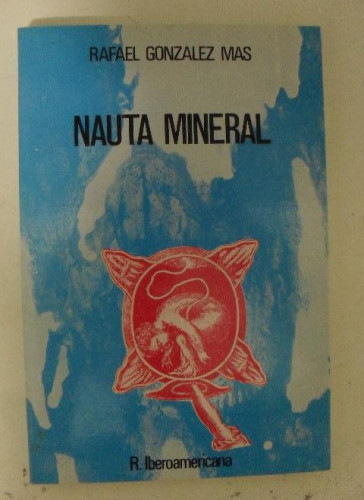 RAFAEL GONZALEZ MAS
NAUTA MINERAL
R. Iberoamericana